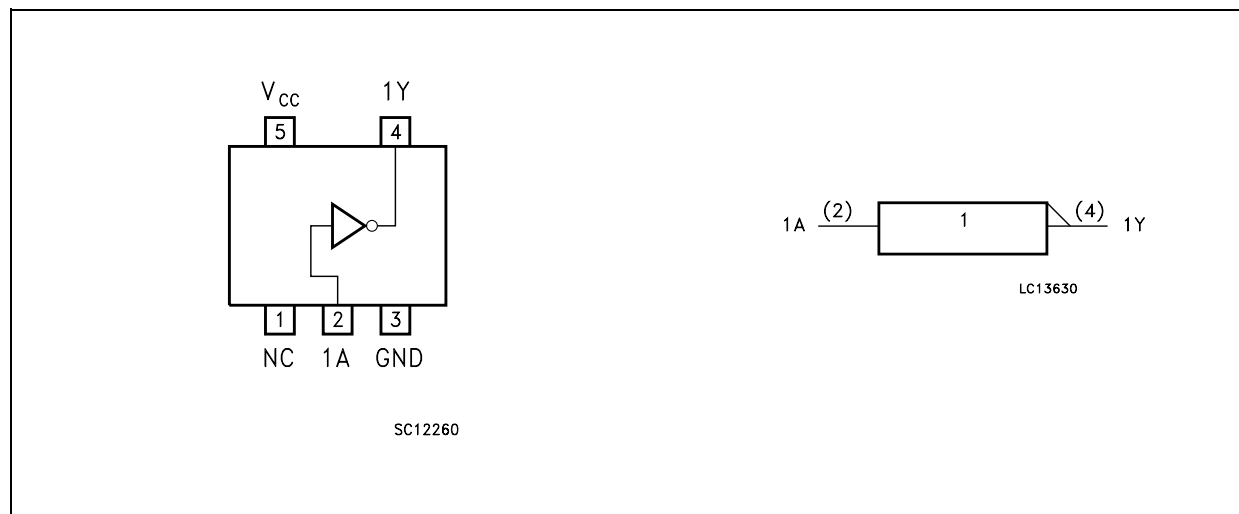 V CC 1Y
5 4
1 2 3
NC 1A GND
SC12260
1A (2) 1 (4) 1Y
LC13630